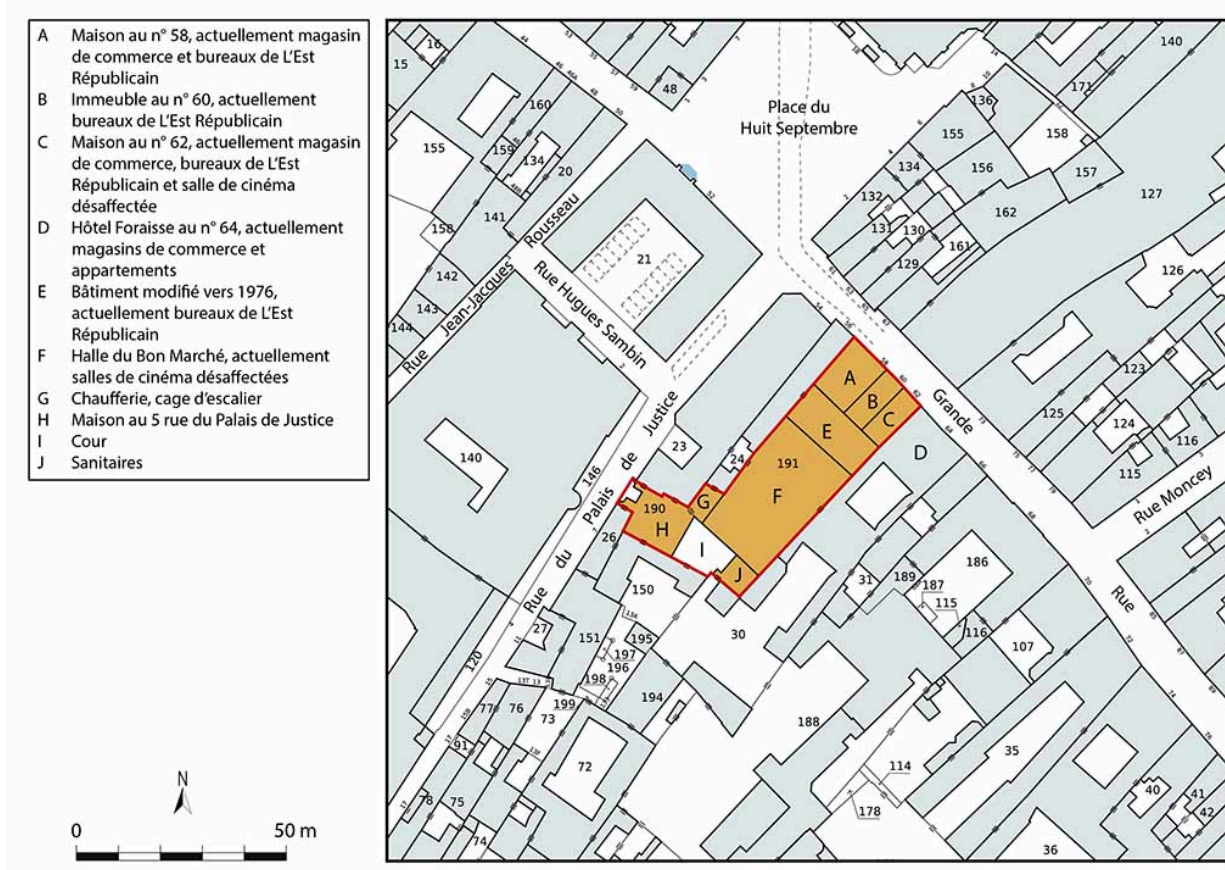 A Maison au n° 58, actuellement magasin
de commerce et bureaux de L'Est
Républicain
B Immeuble au n° 60, actuellement
bureaux de L'Est Républicain
C Maison au n° 62, actuellement magasin
de commerce, bureaux de L'Est
Républicain et salle de cinéma
désaffectée
D Hôtel Foraisse au n° 64, actuellement
magasins de commerce et
appartements
E Bâtiment modifié vers 1976,
actuellement bureaux de L'Est
Républicain
F Halle du Bon Marché, actuellement
salles de cinéma désaffectées
G Chaufferie, cage d'escalier
H Maison au 5 rue du Palais de Justice
I Cour
J Sanitaires
N
0 50 m
Place du
Huit Septembre
Rue Jean-Jacques Rousseau
Rue Hugues Sambin
Rue du Palais de Justice
Grande Rue
Rue Moncey
16
15
48
140
171
160
136
155
158
155
159
134
20
134
156
157
127
132
162
141
131
130
161
158
21
129
142
126
143
144
123
A
B
C
125
124
116
E
D
115
23
24
191
140
146
F
190
G
H
26
I
J
186
150
31
189
187
115
30
116
107
27
151
195
197
196
120
198
194
199
77
76
73
188
91
72
35
114
178
78
75
74
40
41
42
36